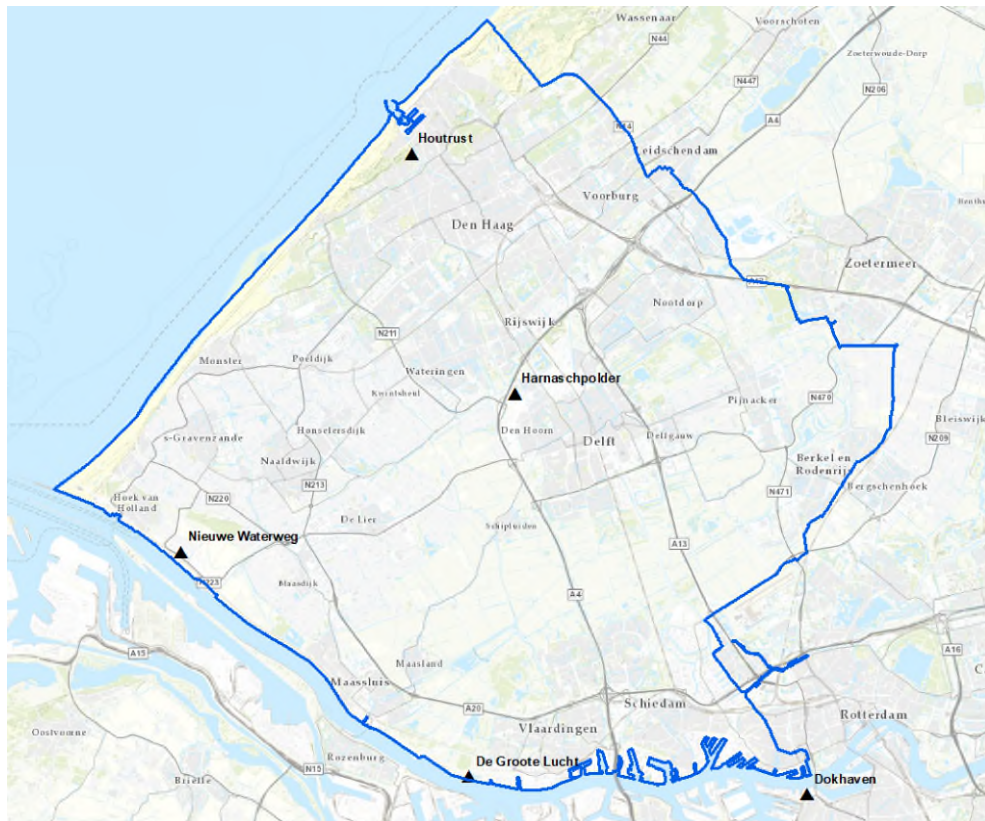 Wassenaar
Voorschoten
N44
Zoeterwoude-Dorp
N447
N206
A4
N14
Leidschendam
Houtrust
Voorburg
Den Haag
Zoetermeer
Nootdorp
Rijswijk
N211
Monster
Poeldijk
Wateringen
Kwintsheul
Harnaschpolder
Pijnacker
N470
Bleiswijk
N209
s-Gravenzande
Honselersdijk
Den Hoorn
Delft
Delfgauw
Naaldwijk
Berkel en
Rodenrijs
Bergschenhoek
N213
N471
Hoek van
Holland
N220
De Lier
Schipluiden
Nieuwe Waterweg
A13
N223
Maasdijk
A4
A15
A16
Maasland
Maassluis
A20
Schiedam
Vlaardingen
Rotterdam
Oostvoorne
Rozenburg
De Groote Lucht
N15
Brielle
Dokhaven